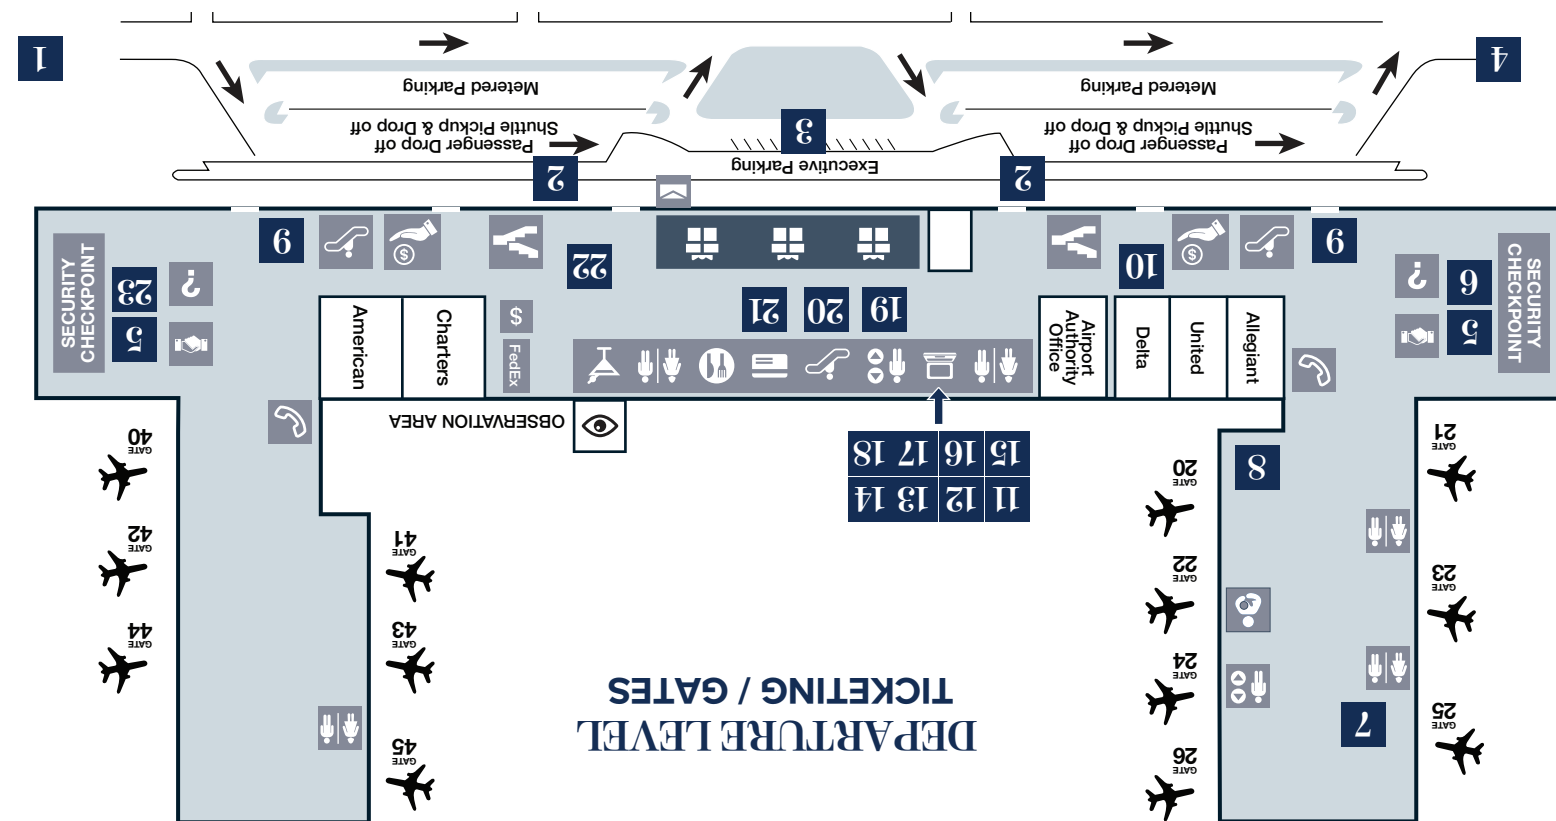 DEPARTURE LEVEL
TICKETING / GATES
GATE
25
GATE
26
GATE
45
7
GATE
24
GATE
43
GATE
44
GATE
23
GATE
22
GATE
41
GATE
42
GATE
20
11 12 13 14
15 16 17 18
8
GATE
21
GATE
40
OBSERVATION AREA
SECURITY
CHECKPOINT
5
6
Allegiant
United
Delta
Airport
Authority
Office
19
20
21
FedEx
$
Charters
American
5
23
SECURITY
CHECKPOINT
9
$
10
22
$
9
2
2
Executive Parking
3
Passenger Drop off
Shuttle Pickup & Drop off
Passenger Drop off
Shuttle Pickup & Drop off
Metered Parking
Metered Parking
4
1